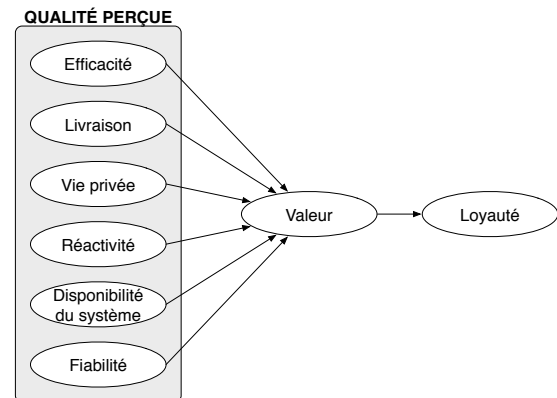 QUALITÉ PERÇUE
Efficacité
Livraison
Vie privée
Réactivité
Disponibilité
du système
Fiabilité
Valeur
Loyauté